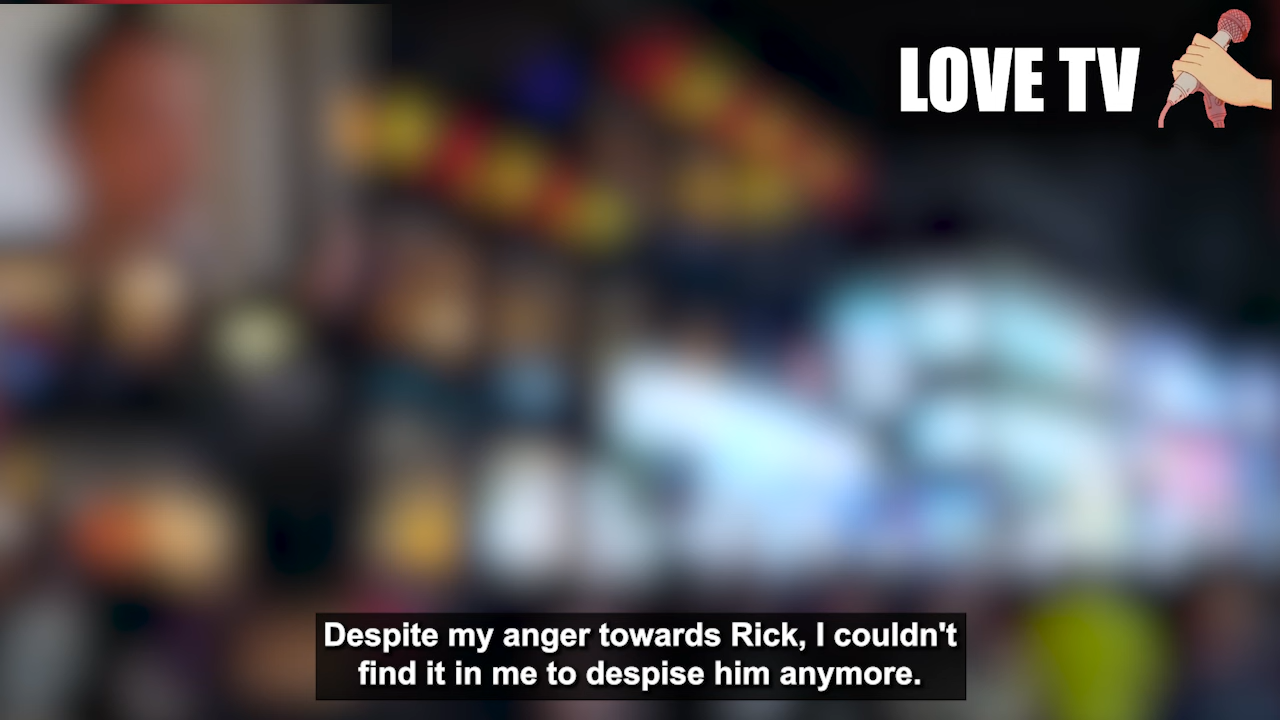 LOVE TV
Despite my anger towards Rick, I couldn't
find it in me to despise him anymore.